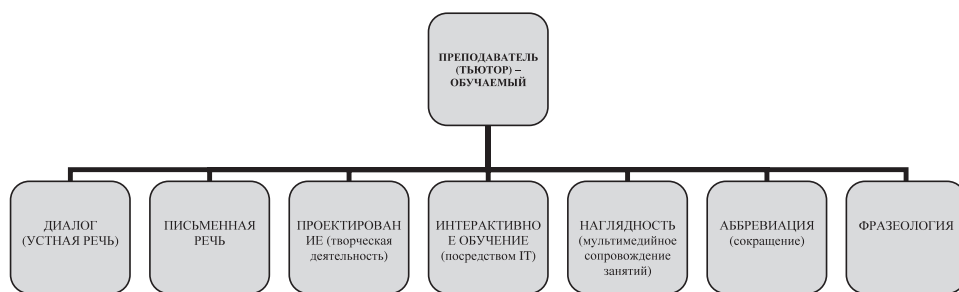 ПРЕПОДАВАТЕЛЬ
(ТЬЮТОР) –
ОБУЧАЕМЫЙ
ДИАЛОГ
(УСТНАЯ РЕЧЬ)
ПИСЬМЕННАЯ
РЕЧЬ
ПРОЕКТИРОВАН
ИЕ (творческая
деятельность)
ИНТЕРАКТИВНО
Е ОБУЧЕНИЕ
(посредством IT)
НАГЛЯДНОСТЬ
(мультимедийное
сопровождение
занятий)
АББРЕВИАЦИЯ
(сокращение)
ФРАЗЕОЛОГИЯ